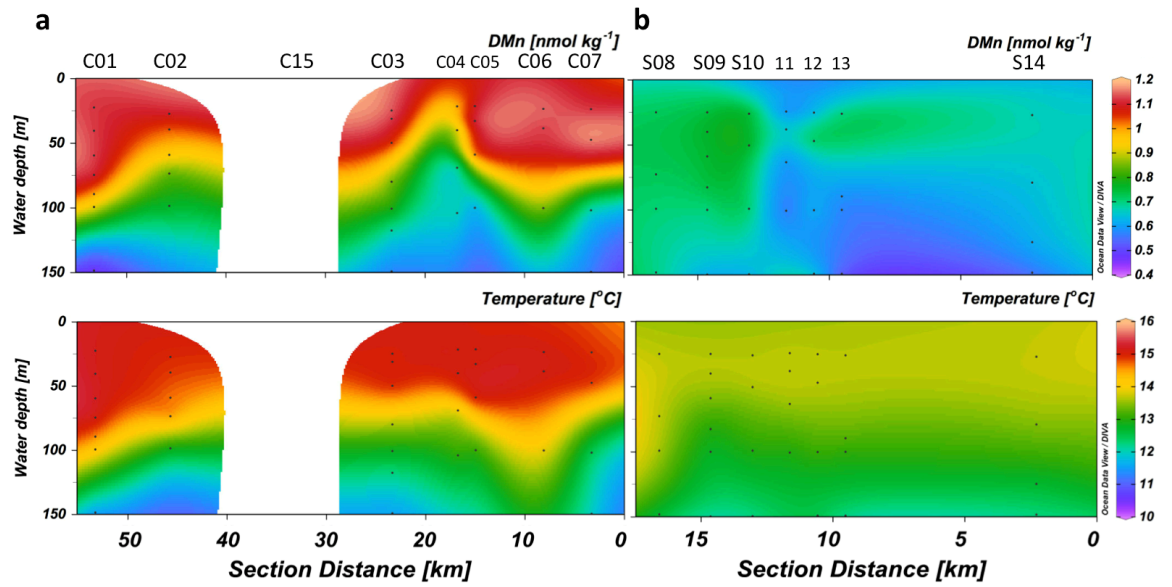 a
b
DMn [nmol kg-1]
DMn [nmol kg-1]
C01 C02 C15 C03 C04 C05 C06 C07
S08 S09 S10 11 12 13 S14
0
50
100
150
Water depth [m]
1.2
1.1
1
0.9
0.8
0.7
0.6
0.5
0.4
Ocean Data View / DIVA
Temperature [oC]
Temperature [oC]
0
50
100
150
Water depth [m]
16
15
14
13
12
11
10
Ocean Data View / DIVA
50 40 30 20 10 0
15 10 5 0
Section Distance [km]
Section Distance [km]